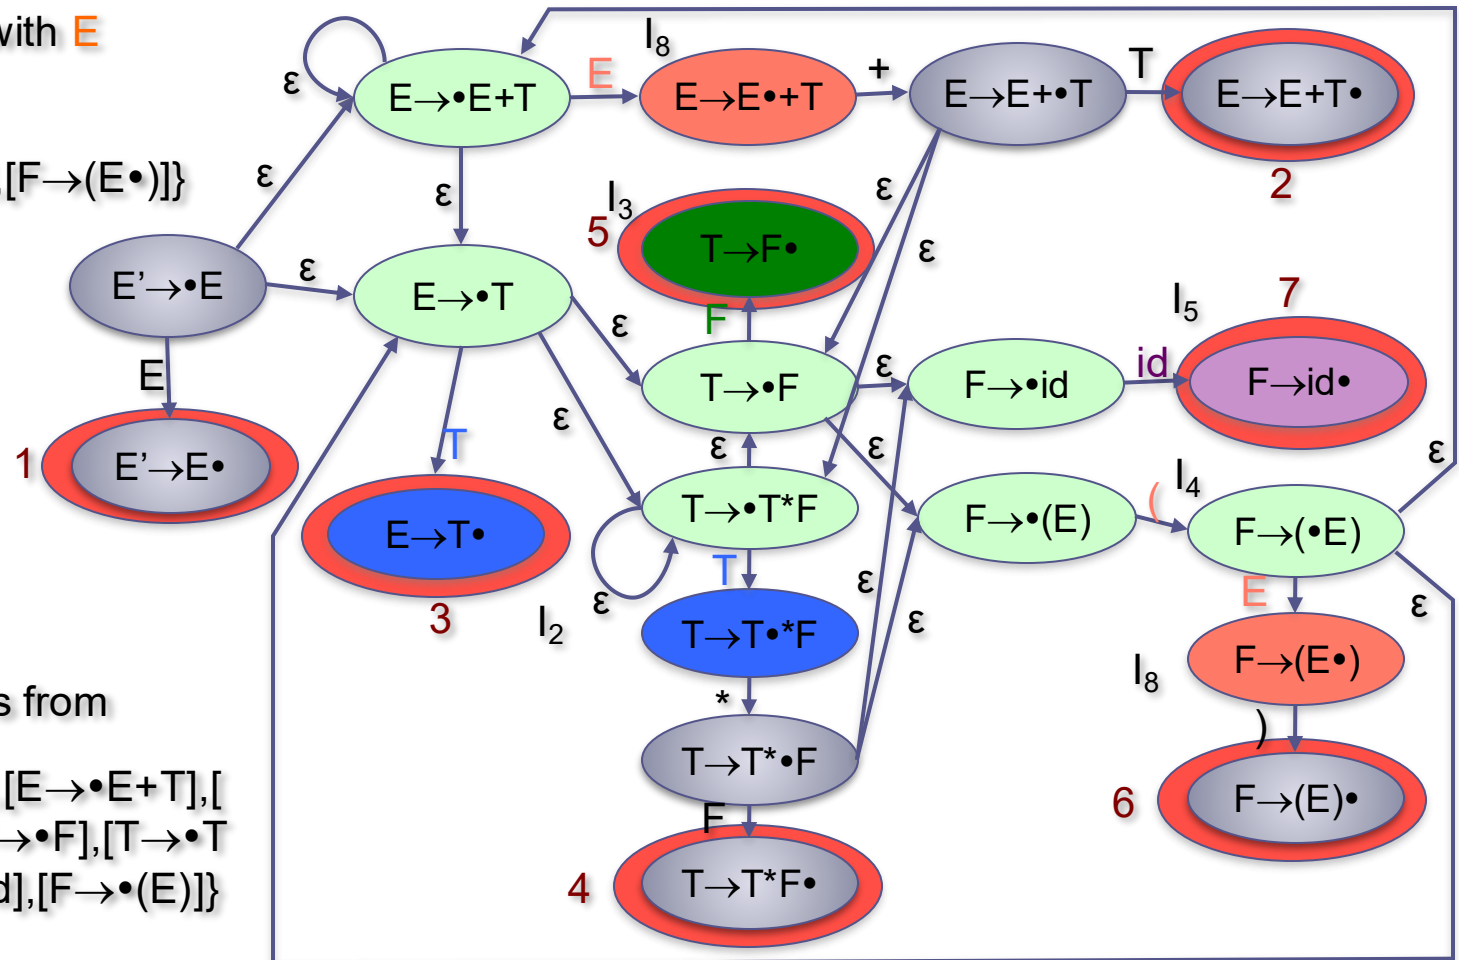 with E
I8
ε
E→•E+T
E
E→E•+T
+
E→E+•T
T
E→E+T•
,[F→(E•)]}
ε
ε
I3
5
T→F•
ε
2
E’→•E
ε
E→•T
ε
F
ε
I5
7
E
T→•F
ε
F→•id
id
F→id•
ε
T
ε
ε
ε
1
E’→E•
E→T•
T→•T*F
F→•(E)
(
I4
F→(•E)
3
I2
ε
T
T→T•*F
ε
ε
E
ε
I8
F→(E•)
s from
*
)
[E→•E+T],[
T→T*•F
→•F],[T→•T
F
6
F→(E)•
d],[F→•(E)]}
4
T→T*F•